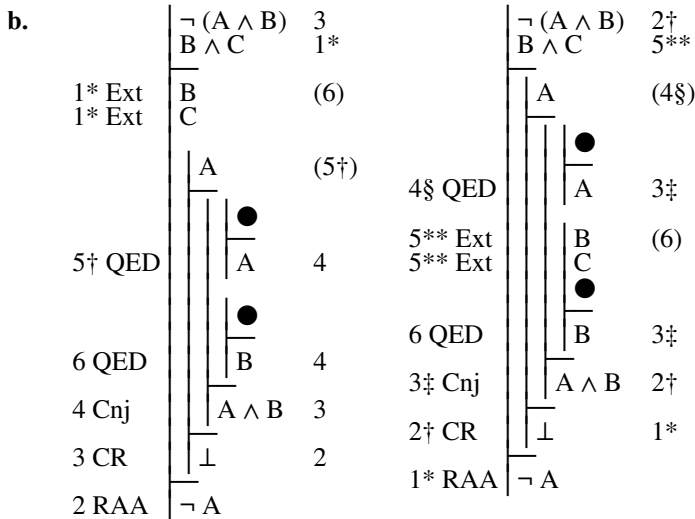 b.
¬ (A ∧ B) 3
B ∧ C 1*
1* Ext B (6)
1* Ext C
A (5†)
●
5† QED A 4
●
6 QED B 4
4 Cnj A ∧ B 3
3 CR ⊥ 2
2 RAA ¬ A
¬ (A ∧ B) 2†
B ∧ C 5**
A (4§)
●
4§ QED A 3‡
5** Ext B (6)
5** Ext C
●
6 QED B 3‡
3‡ Cnj A ∧ B 2†
2† CR ⊥ 1*
1* RAA ¬ A